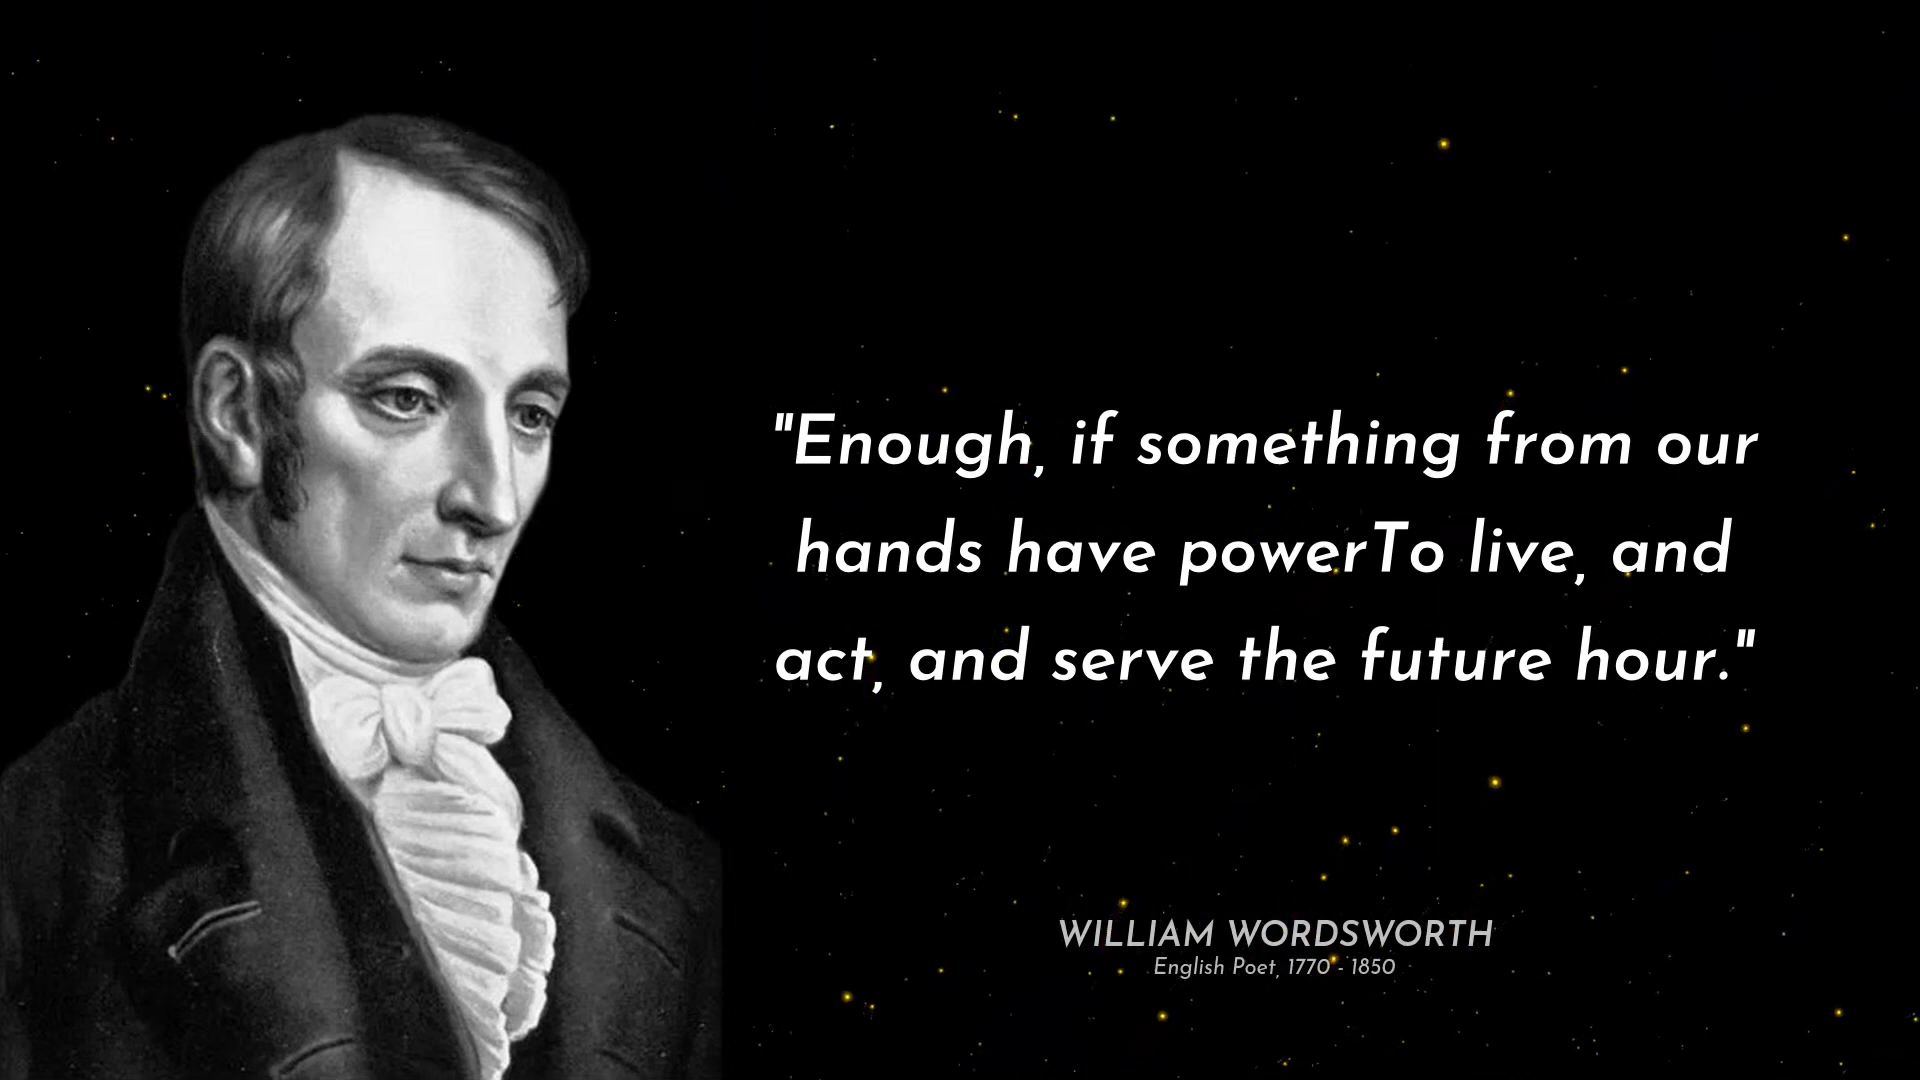 "Enough, if something from our
hands have powerTo live, and
act, and serve the future hour."
WILLIAM WORDSWORTH
English Poet, 1770 - 1850